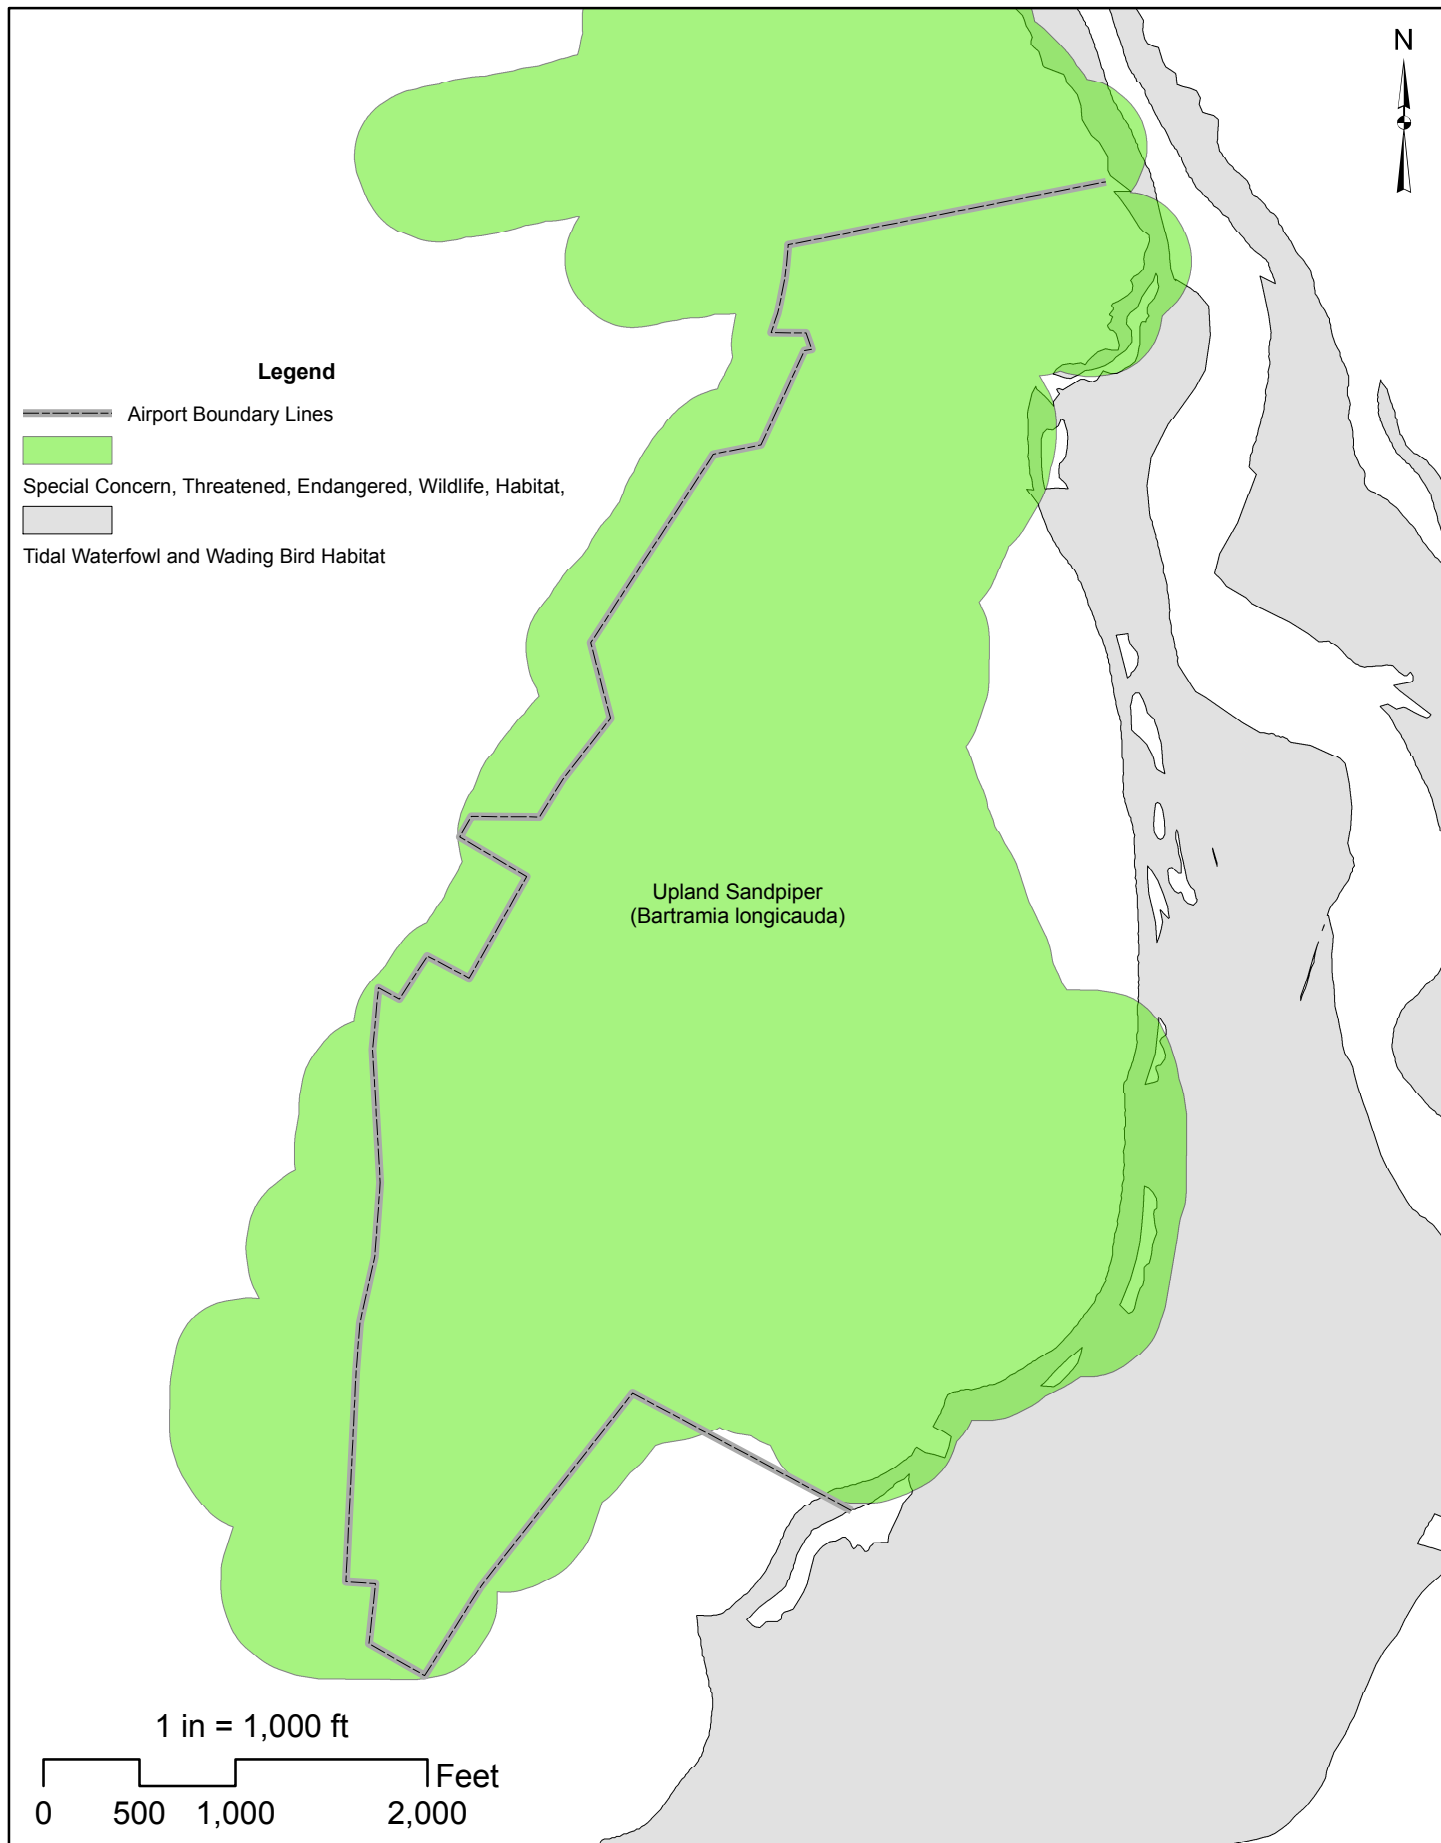 N
Legend
Airport Boundary Lines
Special Concern, Threatened, Endangered, Wildlife, Habitat,
Tidal Waterfowl and Wading Bird Habitat
Upland Sandpiper
(Bartramia longicauda)
1 in = 1,000 ft
Feet
0 500 1,000 2,000